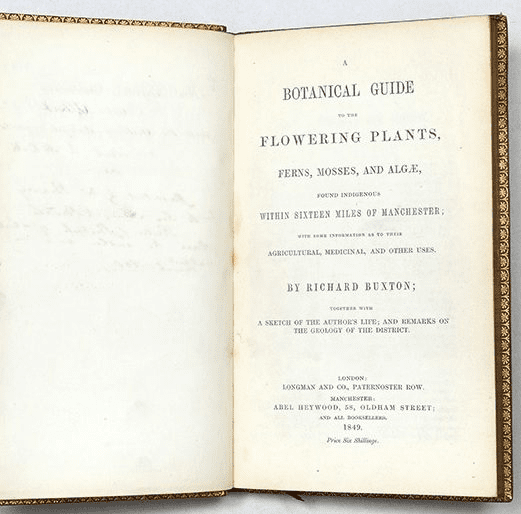 A
BOTANICAL GUIDE
TO THE
FLOWERING PLANTS,
FERNS, MOSSES, AND ALGÆ,
FOUND INDIGENOUS
WITHIN SIXTEEN MILES OF MANCHESTER;
WITH SOME INFORMATION AS TO THEIR
AGRICULTURAL, MEDICINAL, AND OTHER USES.
BY RICHARD BUXTON;
TOGETHER WITH
A SKETCH OF THE AUTHOR'S LIFE; AND REMARKS ON
THE GEOLOGY OF THE DISTRICT.
LONDON:
LONGMAN AND CO., PATERNOSTER ROW.
MANCHESTER:
ABEL HEYWOOD, 58, OLDHAM STREET;
AND ALL BOOKSELLERS.
1849.
Price Six Shillings.